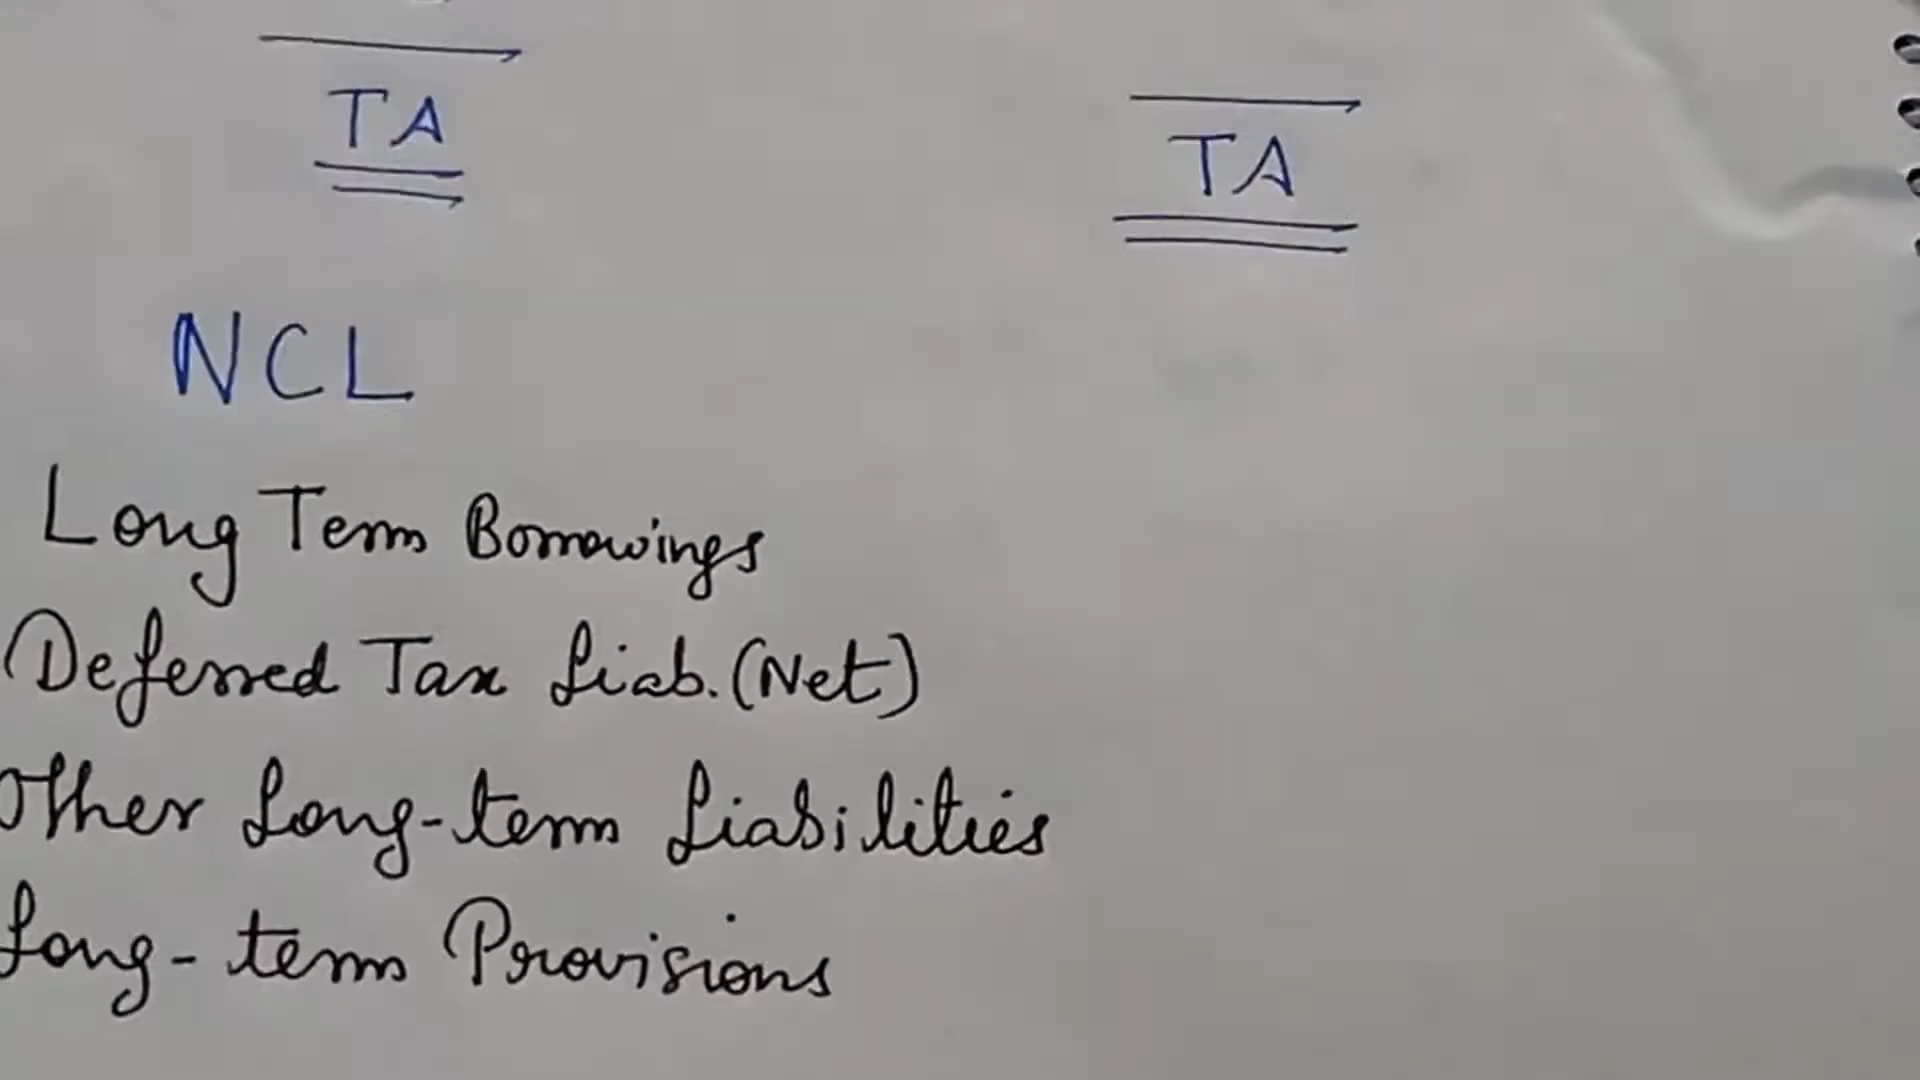 TA
TA
NCL
Long Term Borrowings
Deferred Tax Liab. (Net)
Other Long-term Liabilities
Long-term Provisions